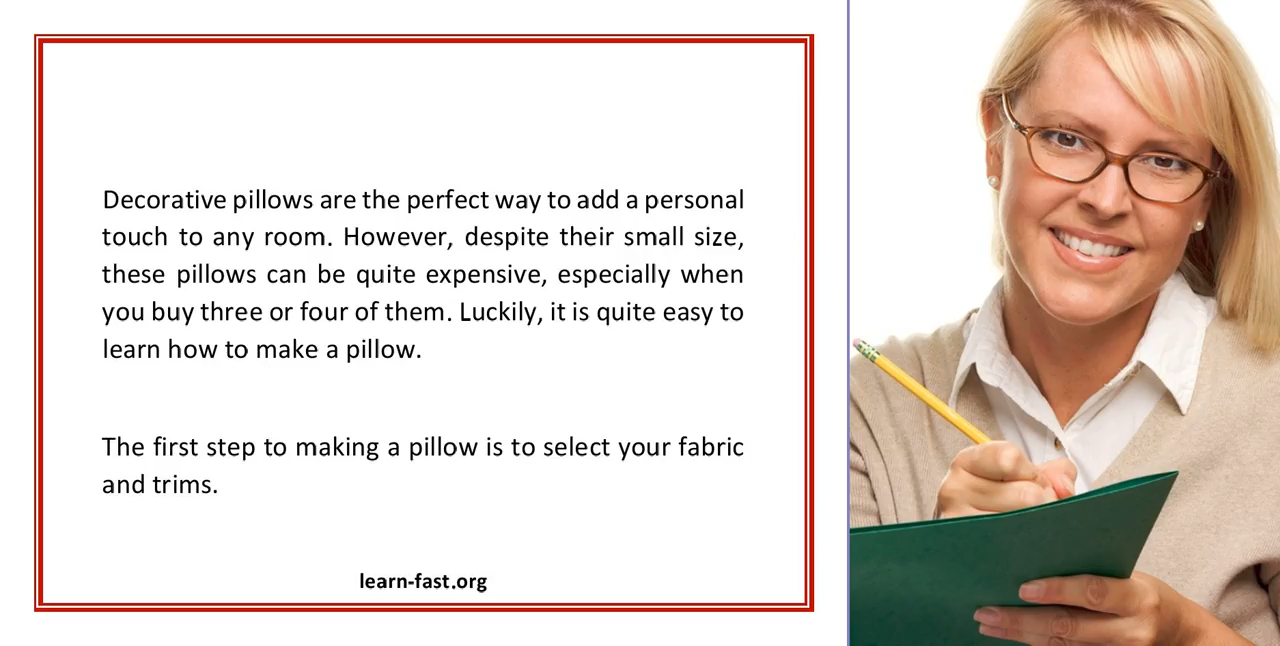 Decorative pillows are the perfect way to add a personal
touch to any room. However, despite their small size,
these pillows can be quite expensive, especially when
you buy three or four of them. Luckily, it is quite easy to
learn how to make a pillow.
The first step to making a pillow is to select your fabric
and trims.
learn-fast.org